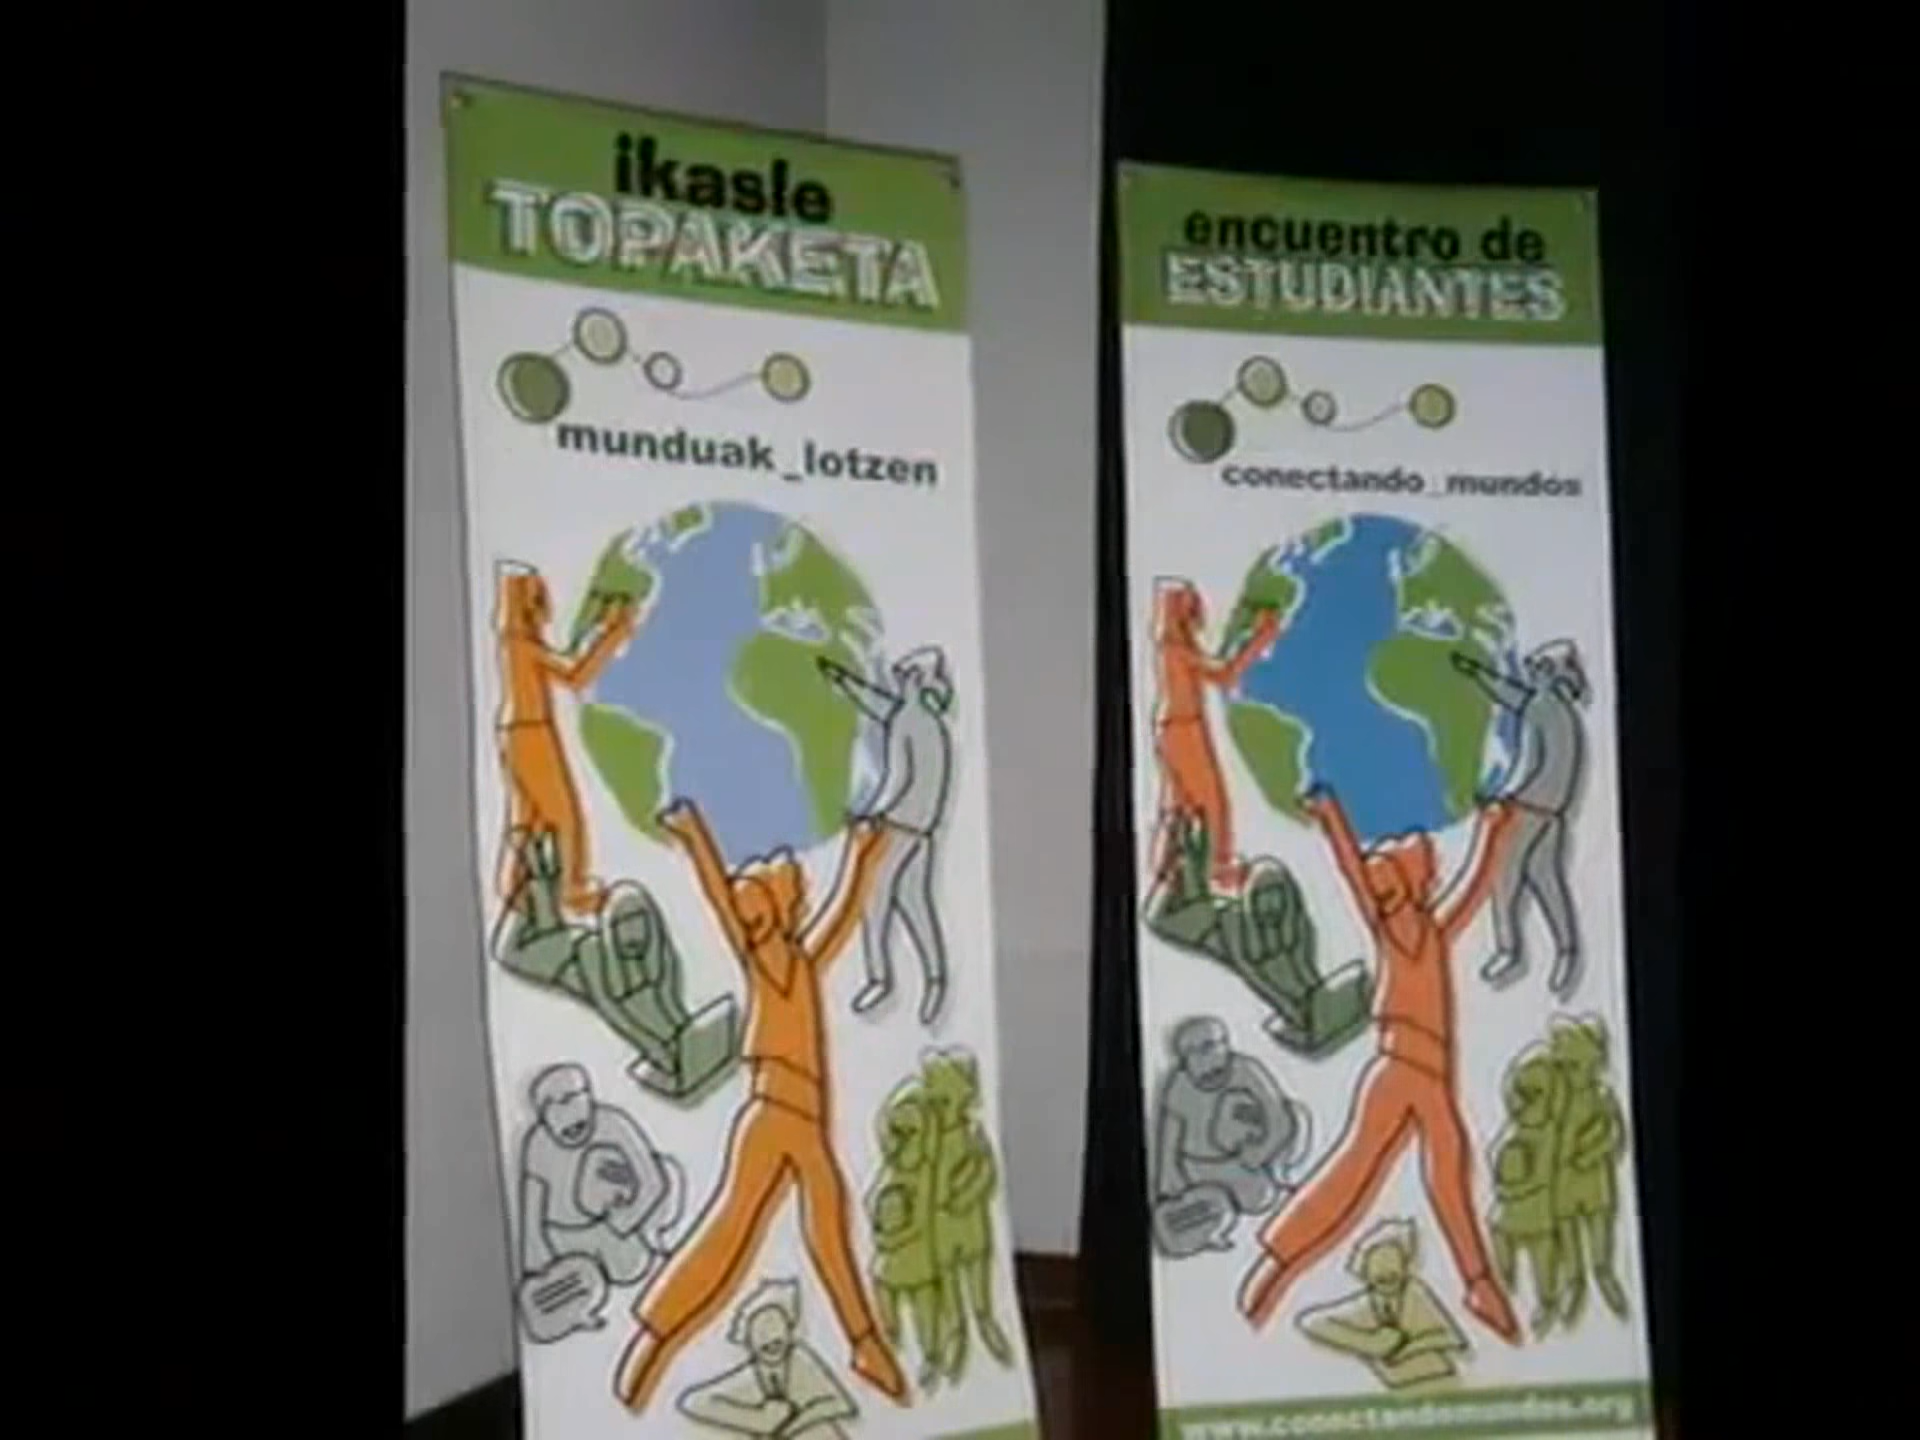 ikasle
TOPAKETA
munduak_lotzen
encuentro de
ESTUDIANTES
conectando_mundos
www.conectandomundos.org